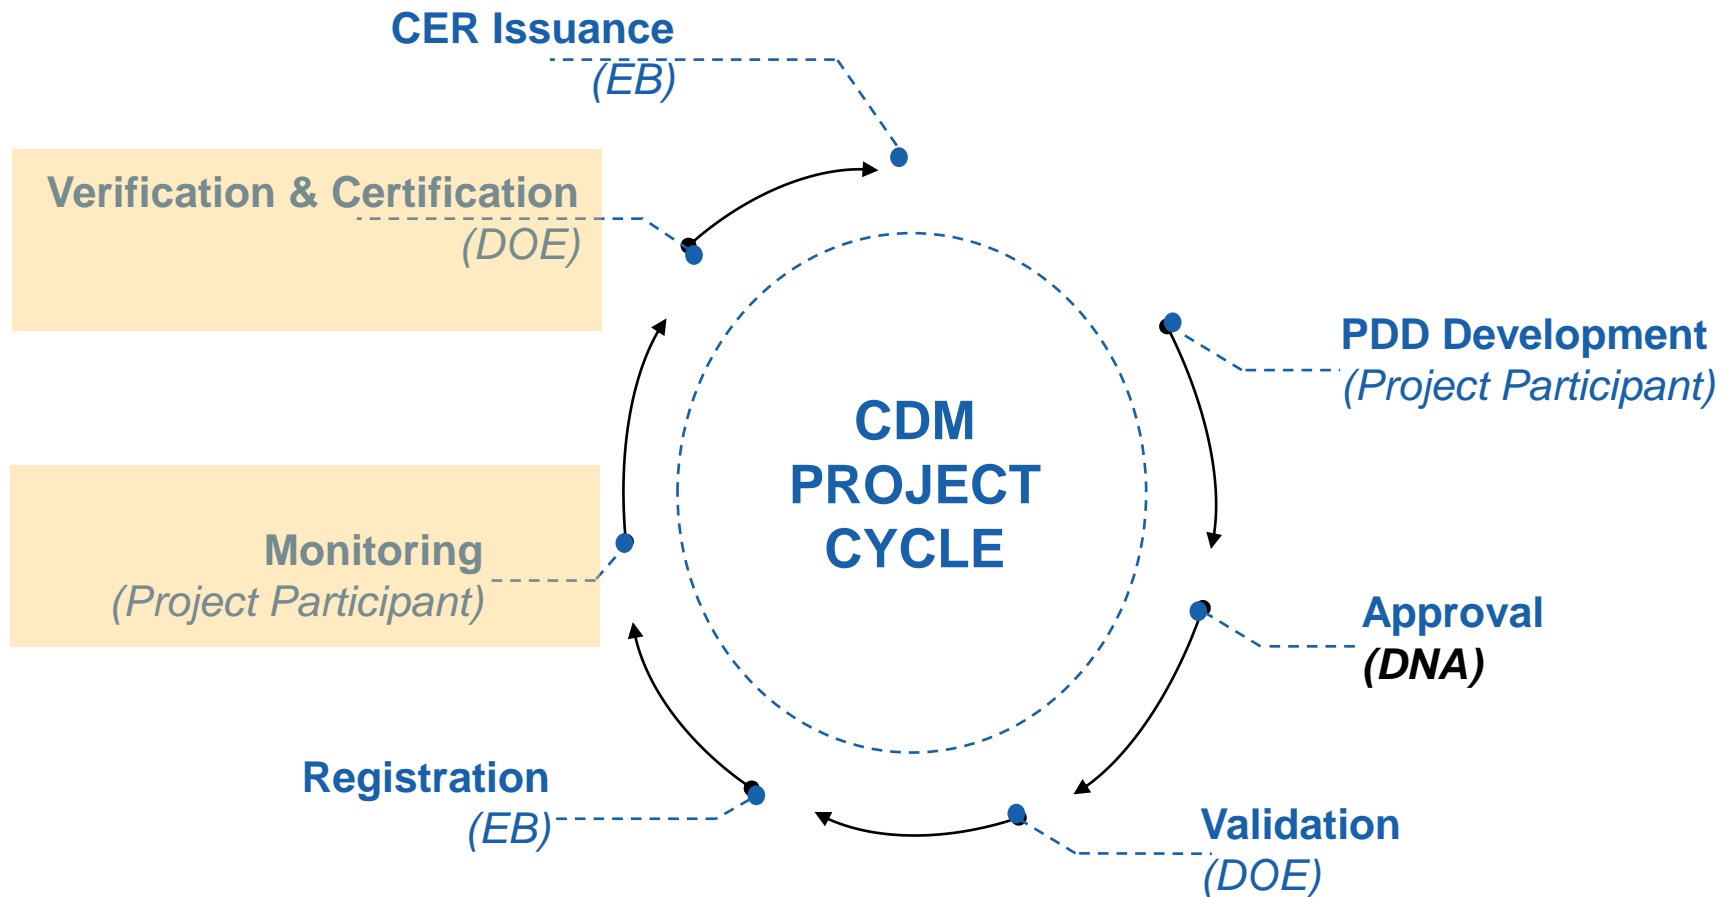 CER Issuance
(EB)
Verification & Certification
(DOE)
PDD Development
(Project Participant)
CDM
PROJECT
CYCLE
Monitoring
(Project Participant)
Approval
(DNA)
Registration
(EB)
Validation
(DOE)